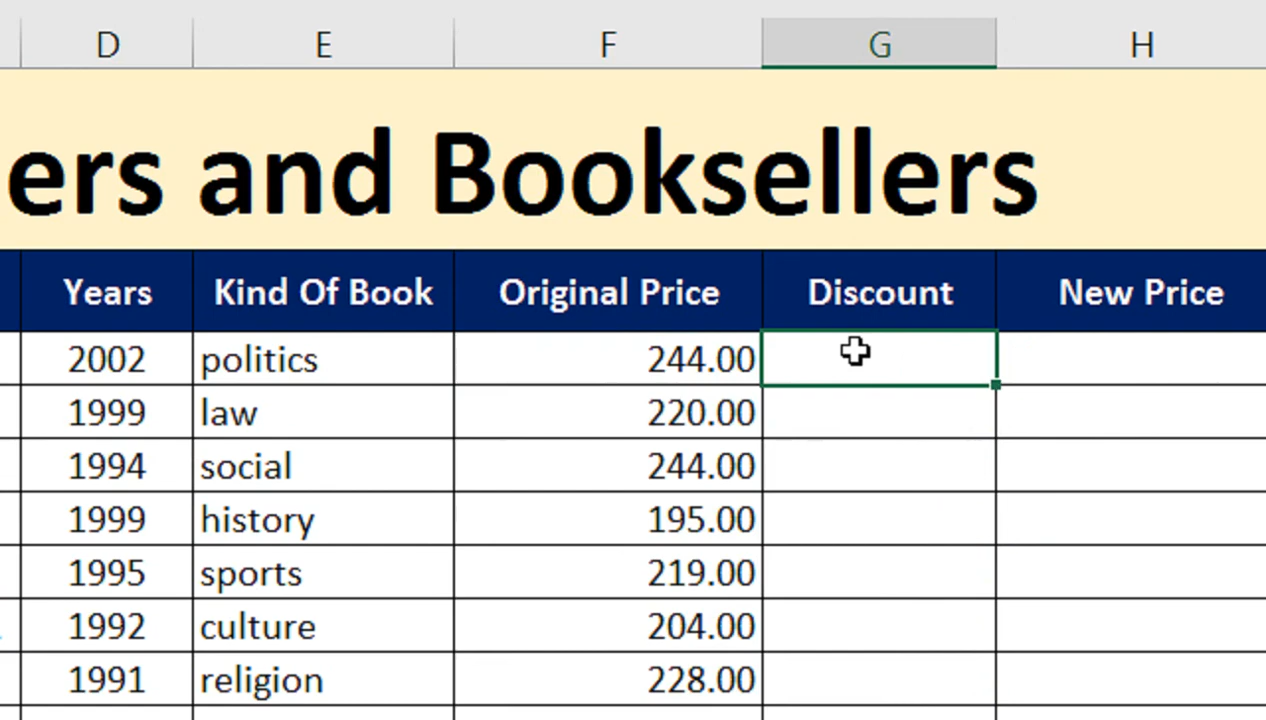 D E F G H
ers and Booksellers
Years Kind Of Book Original Price Discount New Price
2002 politics 244.00
1999 law 220.00
1994 social 244.00
1999 history 195.00
1995 sports 219.00
1992 culture 204.00
1991 religion 228.00